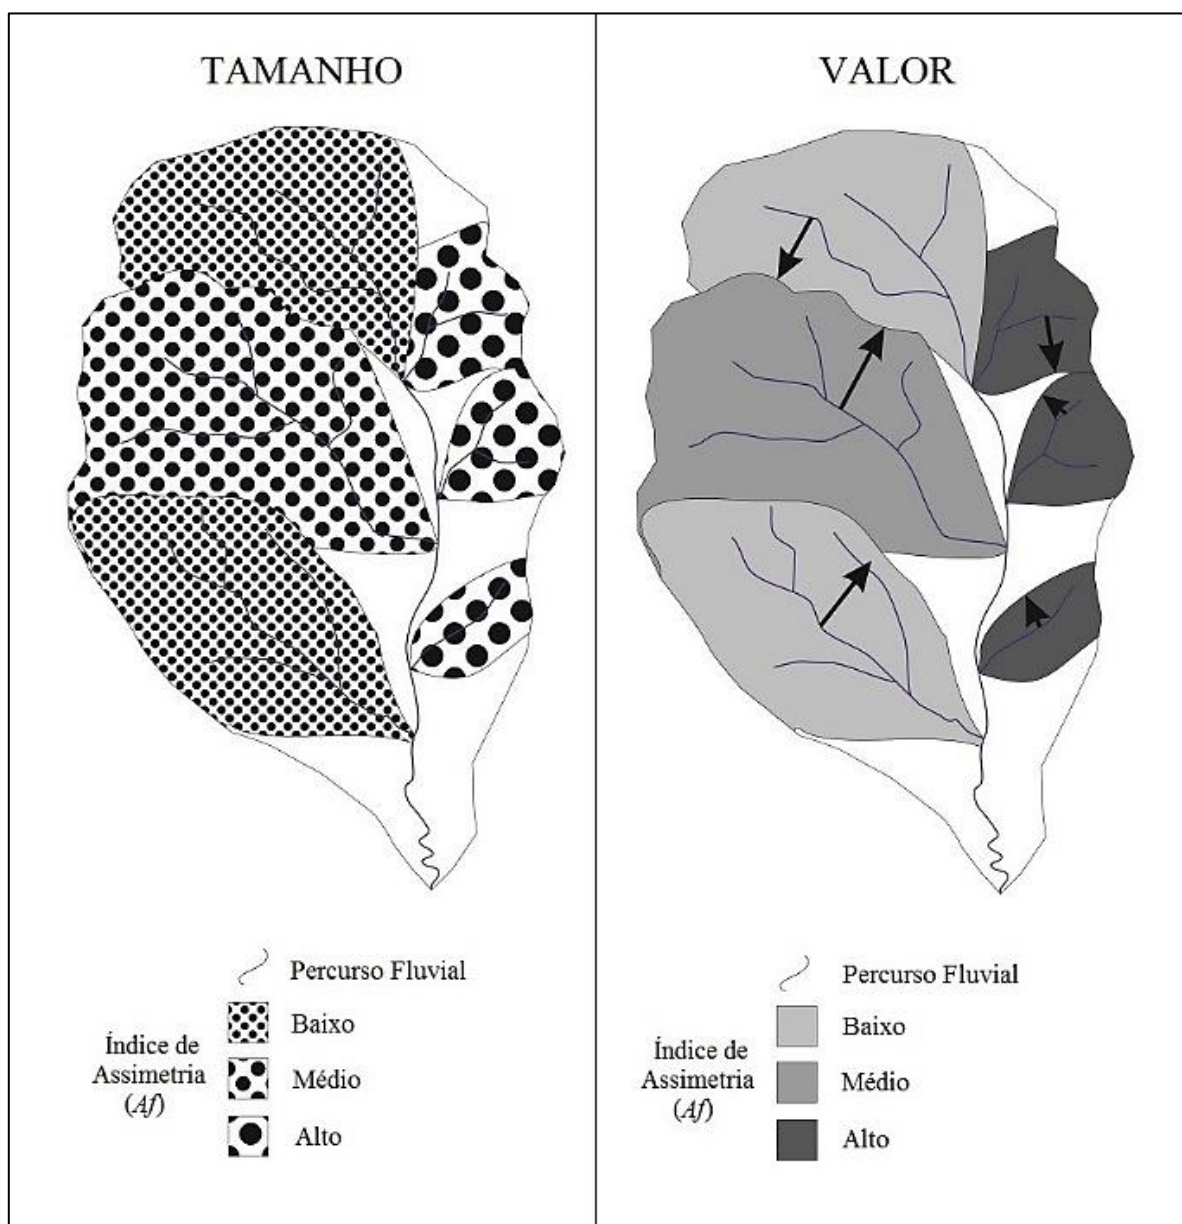 TAMANHO
Percurso Fluvial
Índice de
Assimetria
(Af)
Baixo
Médio
Alto
VALOR
Percurso Fluvial
Índice de
Assimetria
(Af)
Baixo
Médio
Alto